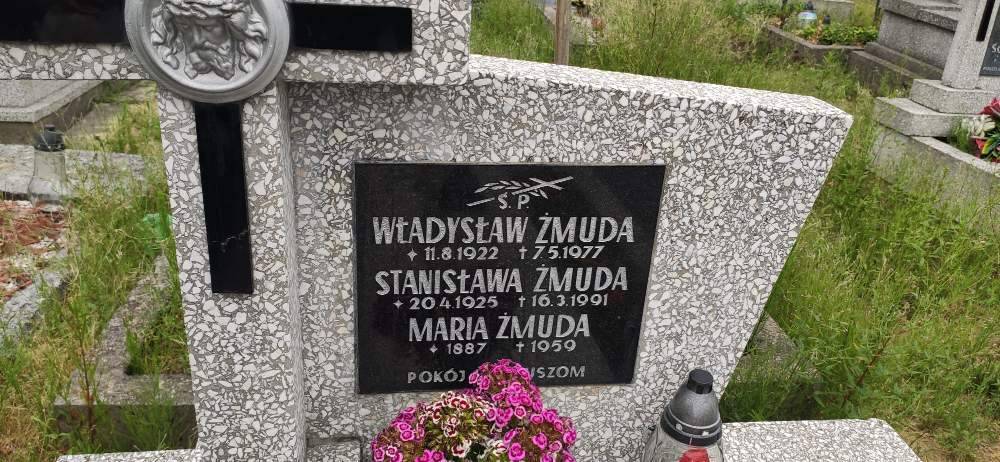 Ś.P.
WŁADYSŁAW ŻMUDA
+ 11.8.1922 † 7.5.1977
STANISŁAWA ŻMUDA
+ 20.4.1925 † 16.3.1991
MARIA ŻMUDA
+ 1887 † 1959
POKÓJ